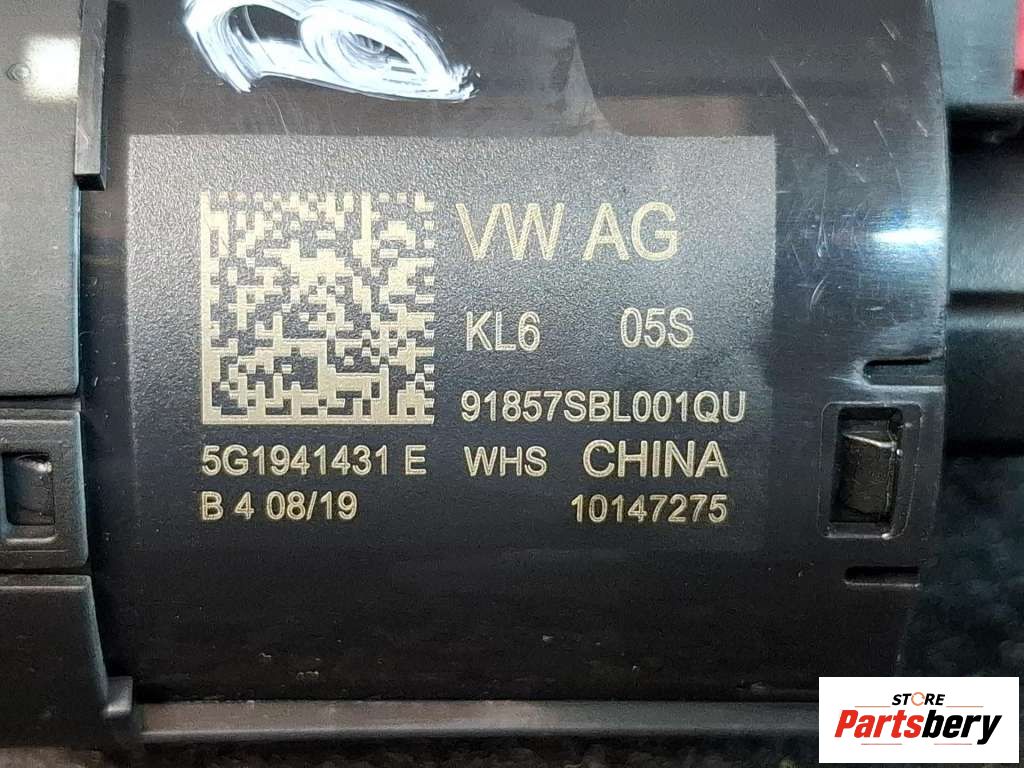 VW AG
KL6 05S
91857SBL001QU
5G1941431 E WHS CHINA
B 4 08/19 10147275
STORE
Partsbery